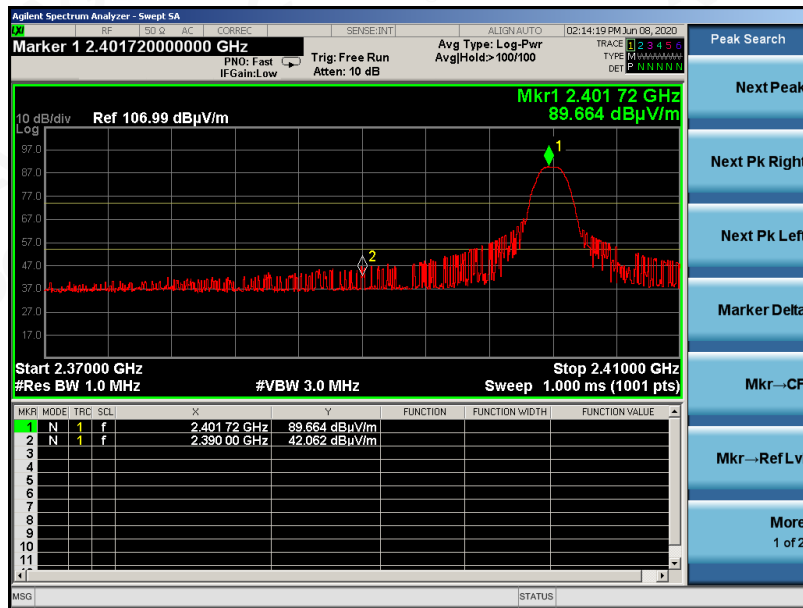 Agilent Spectrum Analyzer - Swept SA
LXI RF 50 Ω AC CORREC SENSE:INT ALIGN AUTO 02:14:19 PM Jun 08, 2020
Marker 1 2.401720000000 GHz
PNO: Fast
IFGain:Low
Trig: Free Run
Atten: 10 dB
Avg Type: Log-Pwr
Avg|Hold:>100/100
TRACE 1 2 3 4 5 6
TYPE M
DET P N N N N N
Mkr1 2.401 72 GHz
89.664 dBµV/m
10 dB/div Ref 106.99 dBµV/m
Log
97.0
87.0
77.0
67.0
57.0
47.0
37.0
27.0
17.0
1
2
Start 2.37000 GHz Stop 2.41000 GHz
#Res BW 1.0 MHz #VBW 3.0 MHz Sweep 1.000 ms (1001 pts)
MKR MODE TRC SCL X Y FUNCTION FUNCTION WIDTH FUNCTION VALUE
1 N 1 f 2.401 72 GHz 89.664 dBµV/m
2 N 1 f 2.390 00 GHz 42.062 dBµV/m
3
4
5
6
7
8
9
10
11
MSG STATUS
Peak Search
Next Peak
Next Pk Right
Next Pk Left
Marker Delta
Mkr→CF
Mkr→Ref Lv
More
1 of 2